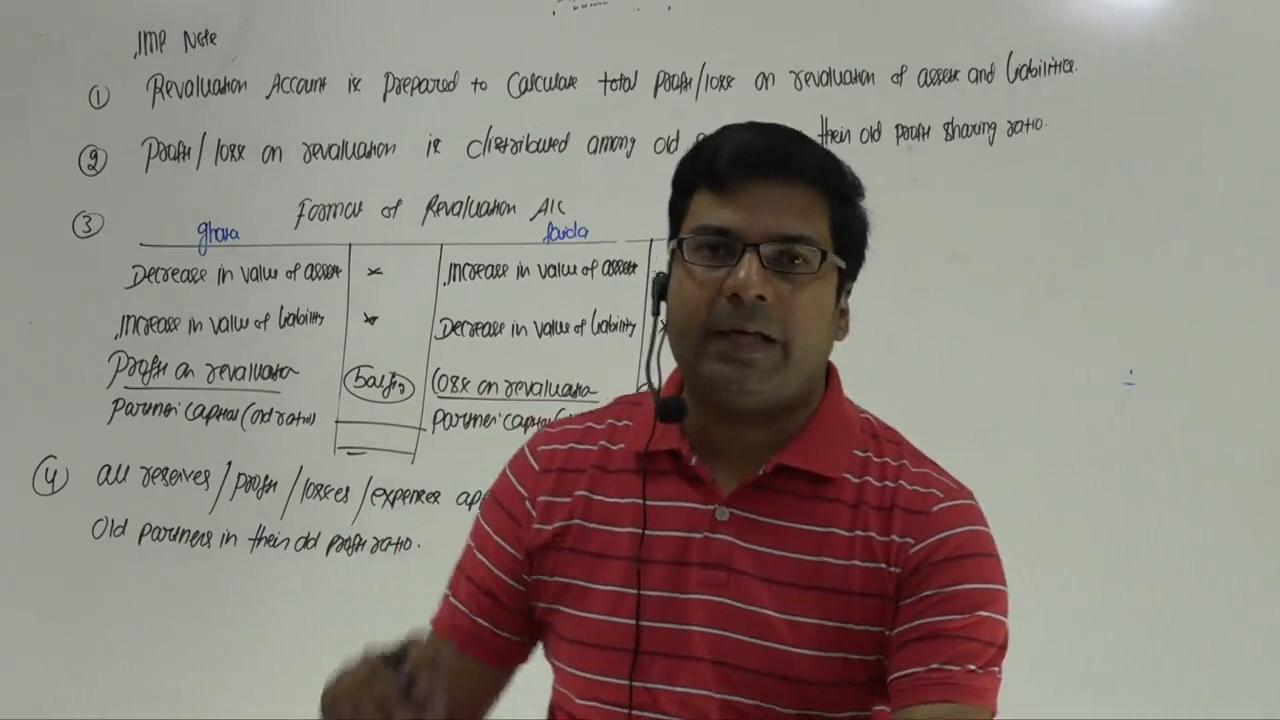 IMP Note
① Revaluation Account is prepared to calculate total profit/loss on revaluation of assets and liabilities.
② Profit/loss on revaluation is distributed among old their old profit sharing ratio.
③ Format of Revaluation A/c
ghata faida
Decrease in value of asset × Increase in value of asset
Increase in value of liability × Decrease in value of liability ×
Profit on revaluation loss on revaluation
Partner capital (old ratio) Partner capital
④ All reserves/profit/losses/expenses
Old partners in their old profit ratio.